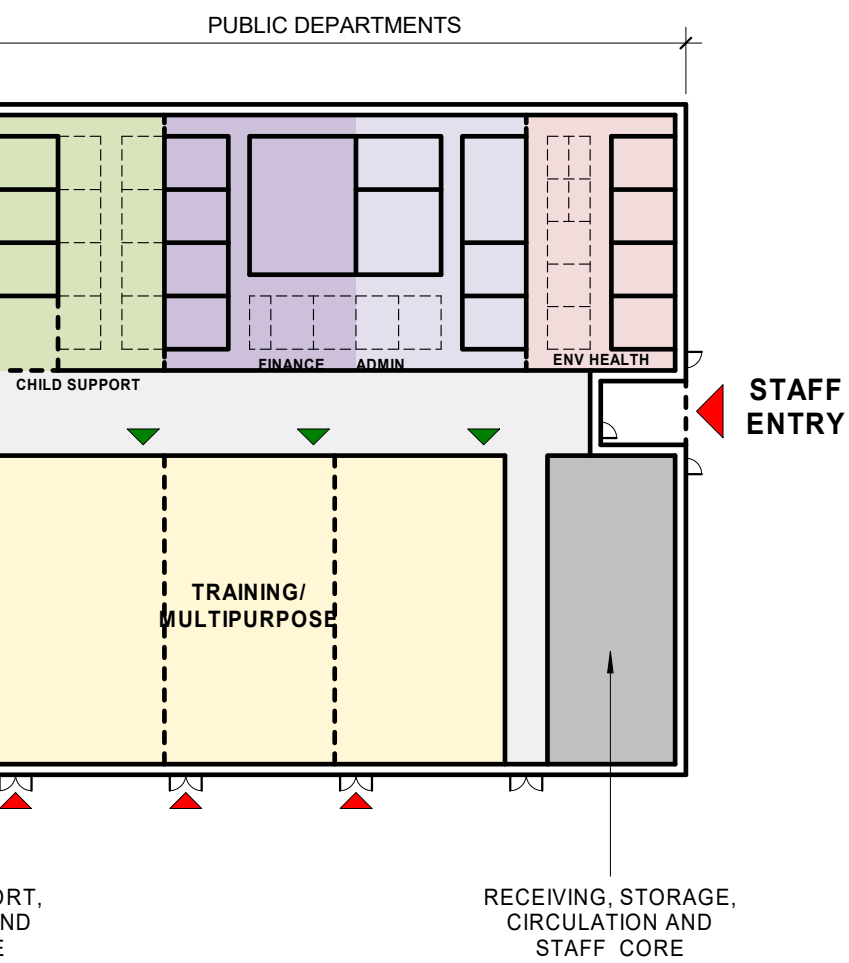 PUBLIC DEPARTMENTS
FINANCE
ADMIN
ENV HEALTH
CHILD SUPPORT
STAFF
ENTRY
TRAINING/
MULTIPURPOSE
RECEIVING, STORAGE,
CIRCULATION AND
STAFF CORE